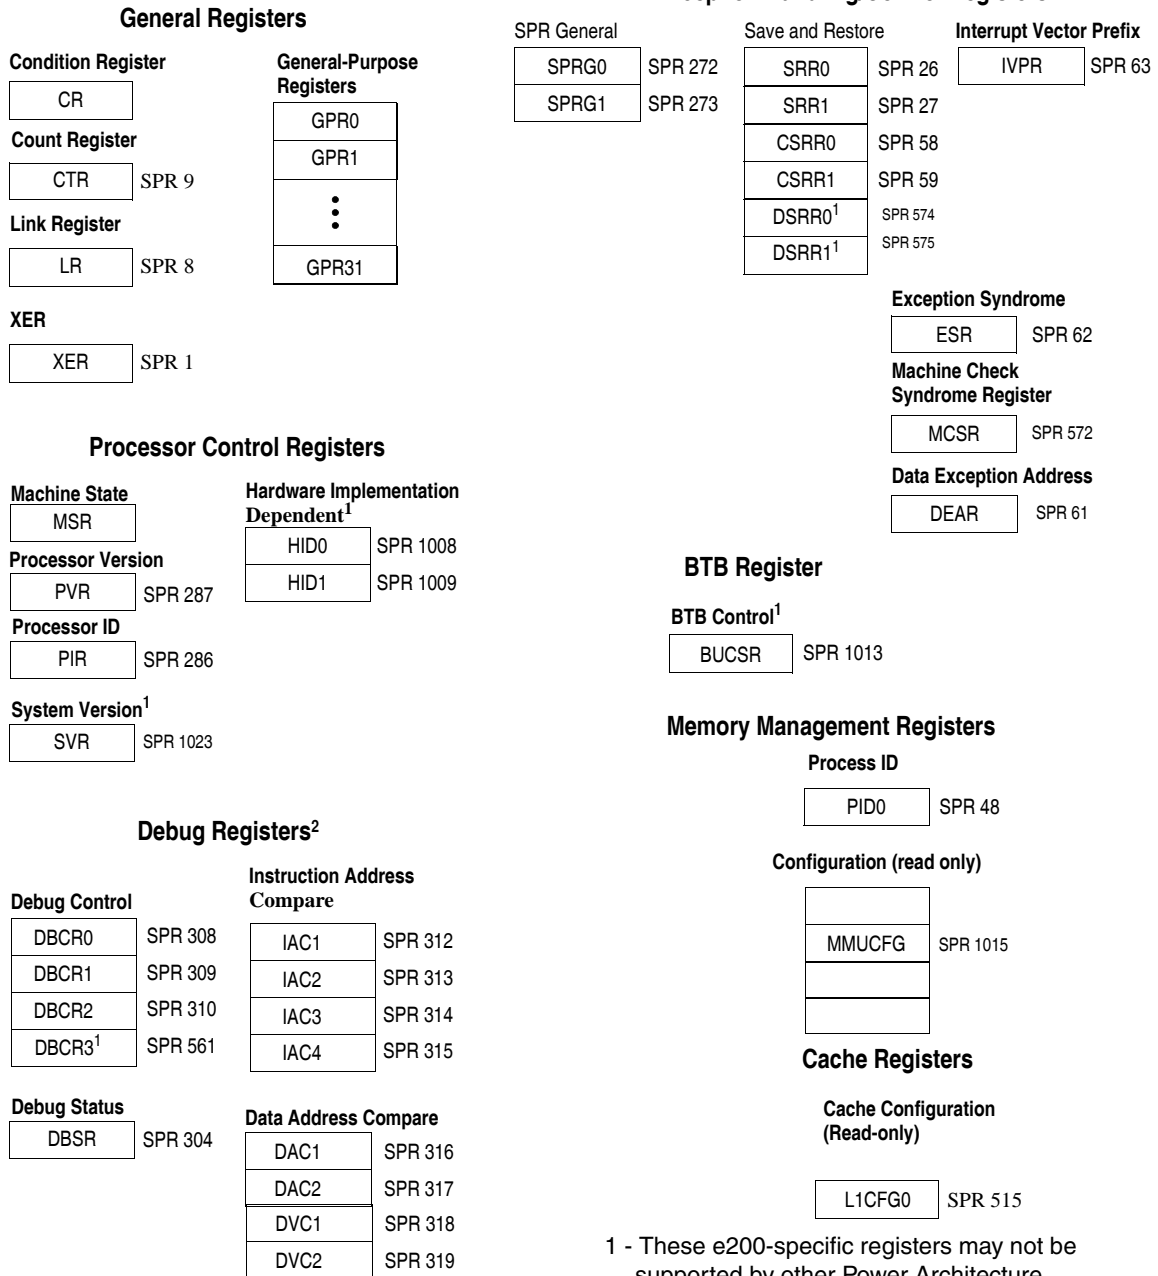 General Registers
Condition Register
CR
Count Register
CTR SPR 9
Link Register
LR SPR 8
XER
XER SPR 1
General-Purpose
Registers
GPR0
GPR1
GPR31
SPR General
SPRG0 SPR 272
SPRG1 SPR 273
Save and Restore
SRR0 SPR 26
SRR1 SPR 27
CSRR0 SPR 58
CSRR1 SPR 59
DSRR0¹ SPR 574
DSRR1¹ SPR 575
Interrupt Vector Prefix
IVPR SPR 63
Exception Syndrome
ESR SPR 62
Machine Check
Syndrome Register
MCSR SPR 572
Data Exception Address
DEAR SPR 61
Processor Control Registers
Machine State
MSR
Processor Version
PVR SPR 287
Processor ID
PIR SPR 286
System Version¹
SVR SPR 1023
Hardware Implementation
Dependent¹
HID0 SPR 1008
HID1 SPR 1009
BTB Register
BTB Control¹
BUCSR SPR 1013
Memory Management Registers
Process ID
PID0 SPR 48
Configuration (read only)
MMUCFG SPR 1015
Debug Registers²
Debug Control
DBCR0 SPR 308
DBCR1 SPR 309
DBCR2 SPR 310
DBCR3¹ SPR 561
Debug Status
DBSR SPR 304
Instruction Address
Compare
IAC1 SPR 312
IAC2 SPR 313
IAC3 SPR 314
IAC4 SPR 315
Data Address Compare
DAC1 SPR 316
DAC2 SPR 317
DVC1 SPR 318
DVC2 SPR 319
Cache Registers
Cache Configuration
(Read-only)
L1CFG0 SPR 515
1 - These e200-specific registers may not be
supported by other Power Architecture